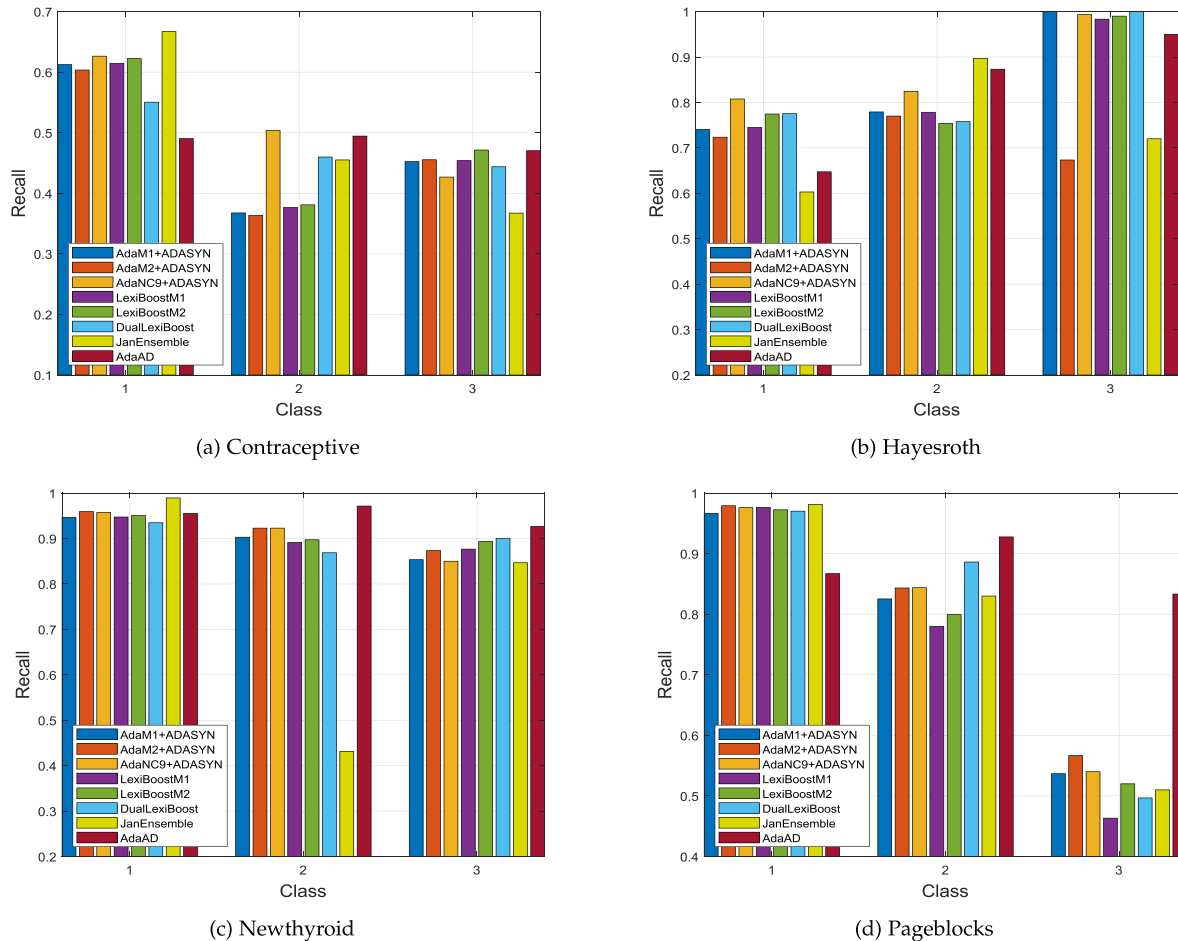 0.7
0.6
0.5
0.4
0.3
0.2
0.1
Recall
AdaM1+ADASYN
AdaM2+ADASYN
AdaNC9+ADASYN
LexiBoostM1
LexiBoostM2
DualLexiBoost
JanEnsemble
AdaAD
1 2 3
Class
(a) Contraceptive
1
0.9
0.8
0.7
0.6
0.5
0.4
0.3
0.2
Recall
AdaM1+ADASYN
AdaM2+ADASYN
AdaNC9+ADASYN
LexiBoostM1
LexiBoostM2
DualLexiBoost
JanEnsemble
AdaAD
1 2 3
Class
(b) Hayesroth
1
0.9
0.8
0.7
0.6
0.5
0.4
0.3
0.2
Recall
AdaM1+ADASYN
AdaM2+ADASYN
AdaNC9+ADASYN
LexiBoostM1
LexiBoostM2
DualLexiBoost
JanEnsemble
AdaAD
1 2 3
Class
(c) Newthyroid
1
0.9
0.8
0.7
0.6
0.5
0.4
Recall
AdaM1+ADASYN
AdaM2+ADASYN
AdaNC9+ADASYN
LexiBoostM1
LexiBoostM2
DualLexiBoost
JanEnsemble
AdaAD
1 2 3
Class
(d) Pageblocks